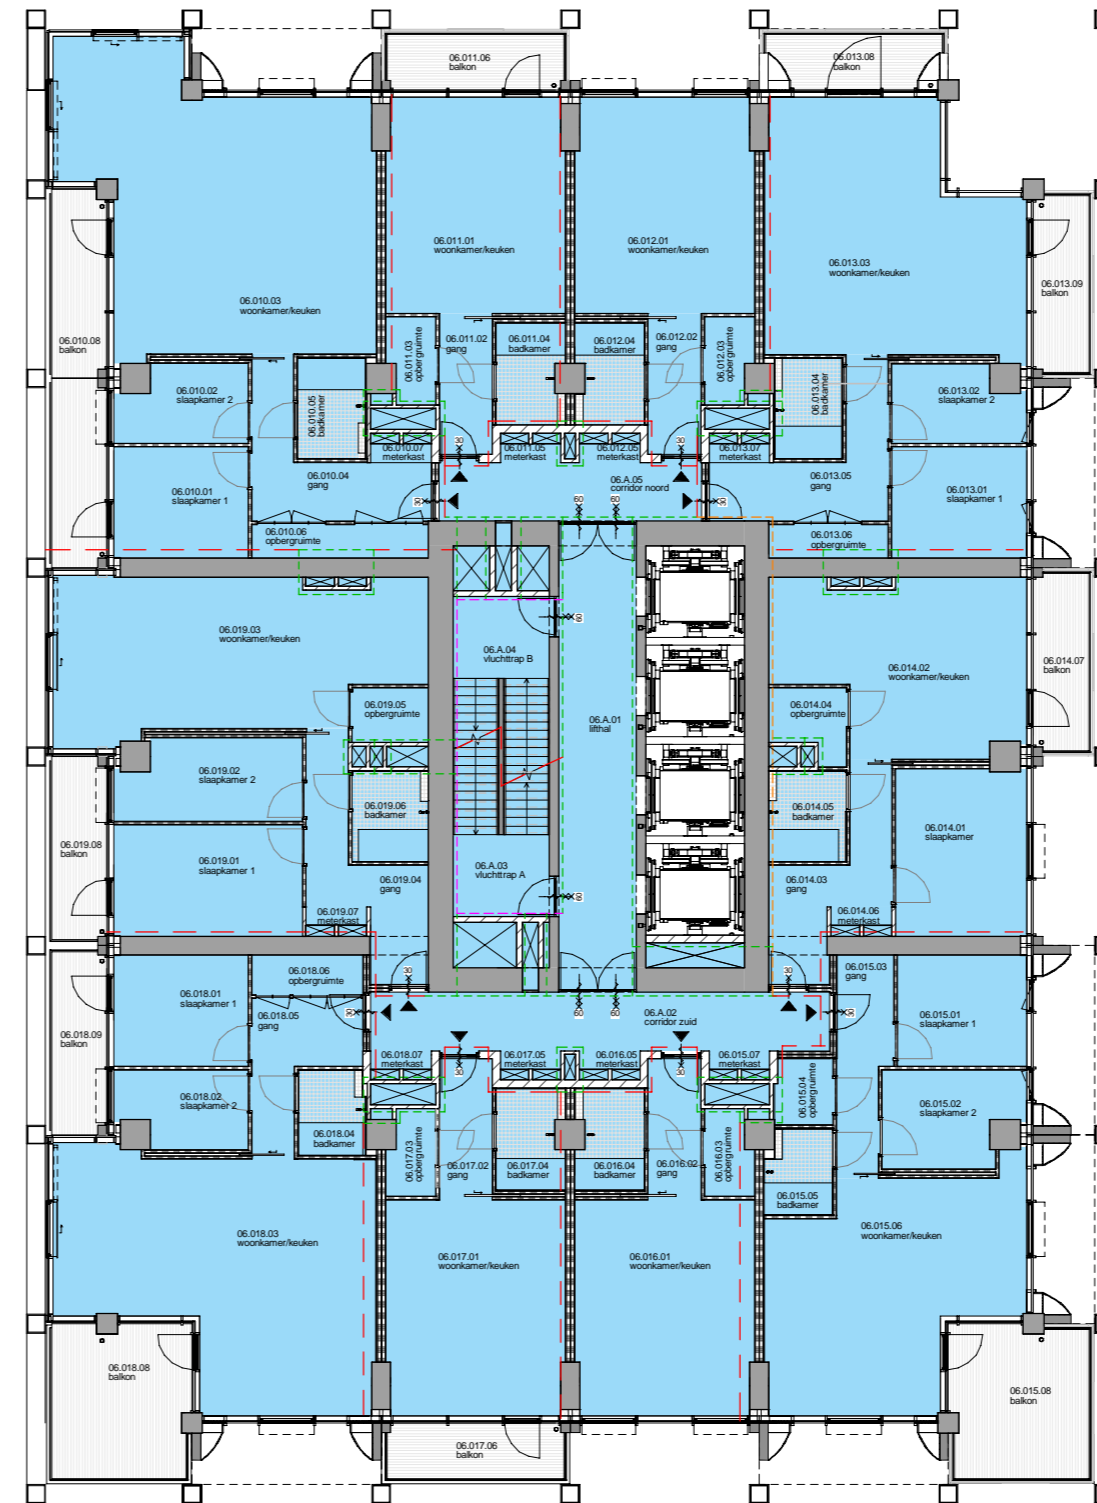 06.011.06
balkon
06.013.08
balkon
06.011.01
woonkamer/keuken
06.012.01
woonkamer/keuken
06.013.03
woonkamer/keuken
06.013.09
balkon
06.010.03
woonkamer/keuken
06.010.08
balkon
06.011.03
opbergruimte
06.011.02
gang
06.011.04
badkamer
06.012.04
badkamer
06.012.02
gang
06.012.03
opbergruimte
06.010.02
slaapkamer 2
06.010.05
badkamer
06.013.04
badkamer
06.013.02
slaapkamer 2
06.010.07
meterkast
06.011.05
meterkast
06.012.05
meterkast
06.013.07
meterkast
30
30
06.010.01
slaapkamer 1
06.010.04
gang
06.A.05
corridor noord
06.013.05
gang
06.013.01
slaapkamer 1
30
60
60
30
06.010.06
opbergruimte
06.013.06
opbergruimte
60
06.019.03
woonkamer/keuken
06.A.04
vluchttrap B
06.014.02
woonkamer/keuken
06.014.07
balkon
06.019.05
opbergruimte
06.014.04
opbergruimte
06.A.01
lifthal
06.019.02
slaapkamer 2
06.019.06
badkamer
06.014.05
badkamer
06.014.01
slaapkamer
06.019.08
balkon
06.019.01
slaapkamer 1
06.019.04
gang
06.A.03
vluchttrap A
06.014.03
gang
60
06.019.07
meterkast
06.014.06
meterkast
06.018.06
opbergruimte
30
30
06.015.03
gang
06.018.01
slaapkamer 1
06.018.05
gang
30
60
60
06.A.02
corridor zuid
30
06.015.01
slaapkamer 1
06.018.09
balkon
06.018.07
meterkast
06.017.05
meterkast
06.016.05
meterkast
06.015.07
meterkast
30
30
06.018.02
slaapkamer 2
06.015.04
opbergruimte
06.015.02
slaapkamer 2
06.018.04
badkamer
06.017.03
opbergruimte
06.017.02
gang
06.017.04
badkamer
06.016.04
badkamer
06.016.02
gang
06.016.03
opbergruimte
06.015.05
badkamer
06.018.03
woonkamer/keuken
06.017.01
woonkamer/keuken
06.016.01
woonkamer/keuken
06.015.06
woonkamer/keuken
06.018.08
balkon
06.015.08
balkon
06.017.06
balkon